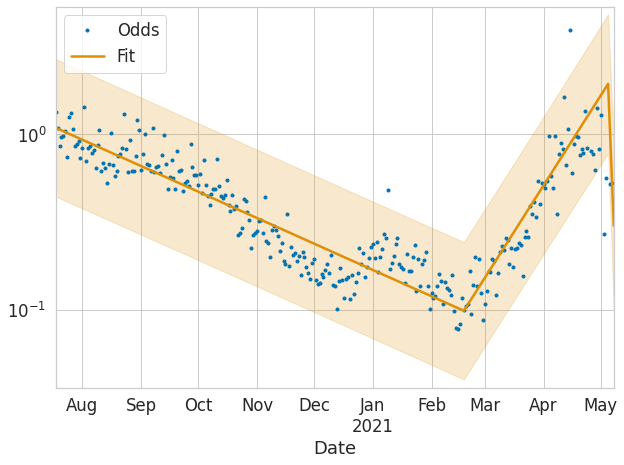 Odds
Fit
10⁰
10⁻¹
Aug Sep Oct Nov Dec Jan Feb Mar Apr May
2021
Date